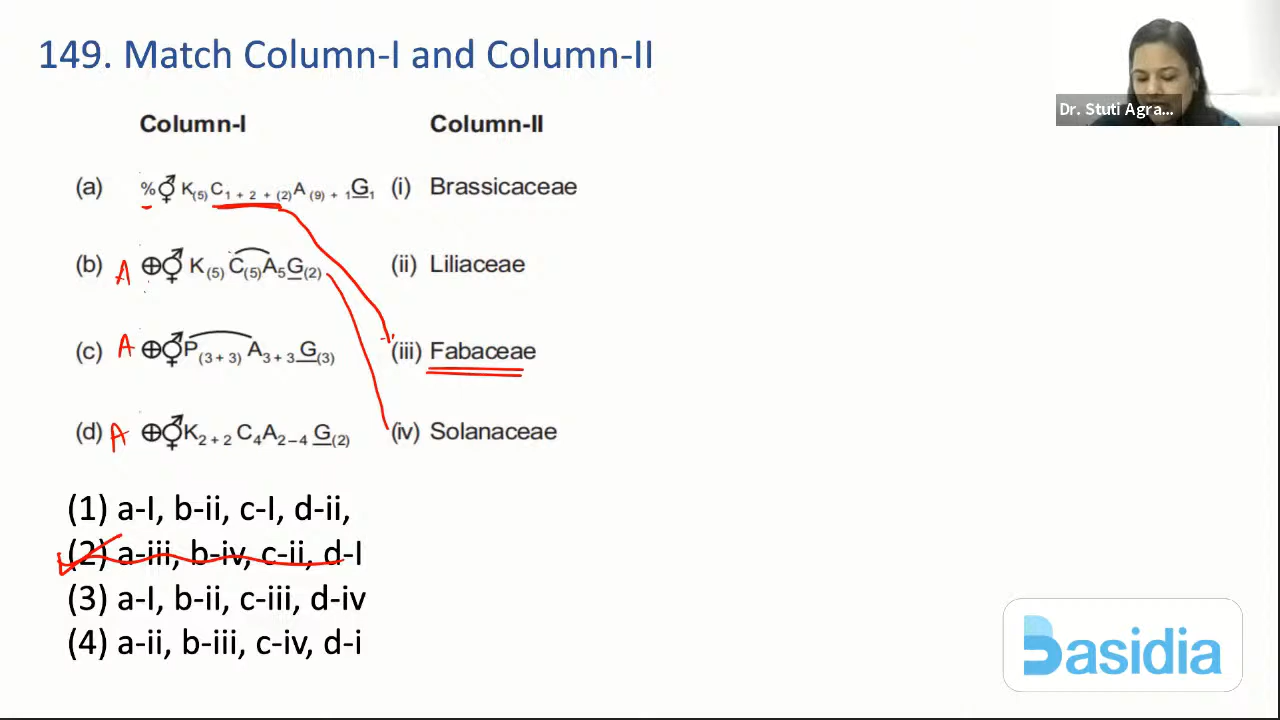 149. Match Column-I and Column-II
Dr. Stuti Agra...
Column-I Column-II
(a) % ⚥ K(5) C1 + 2 + (2) A (9) + 1 G1 (i) Brassicaceae
(b) A ⊕ ⚥ K(5) C(5) A5 G(2) (ii) Liliaceae
(c) A ⊕ ⚥ P(3 + 3) A3 + 3 G(3) (iii) Fabaceae
(d) A ⊕ ⚥ K2 + 2 C4 A2 – 4 G(2) (iv) Solanaceae
(1) a-I, b-ii, c-I, d-ii,
(2) a-iii, b-iv, c-ii, d-I
(3) a-I, b-ii, c-iii, d-iv
(4) a-ii, b-iii, c-iv, d-i
Basidia